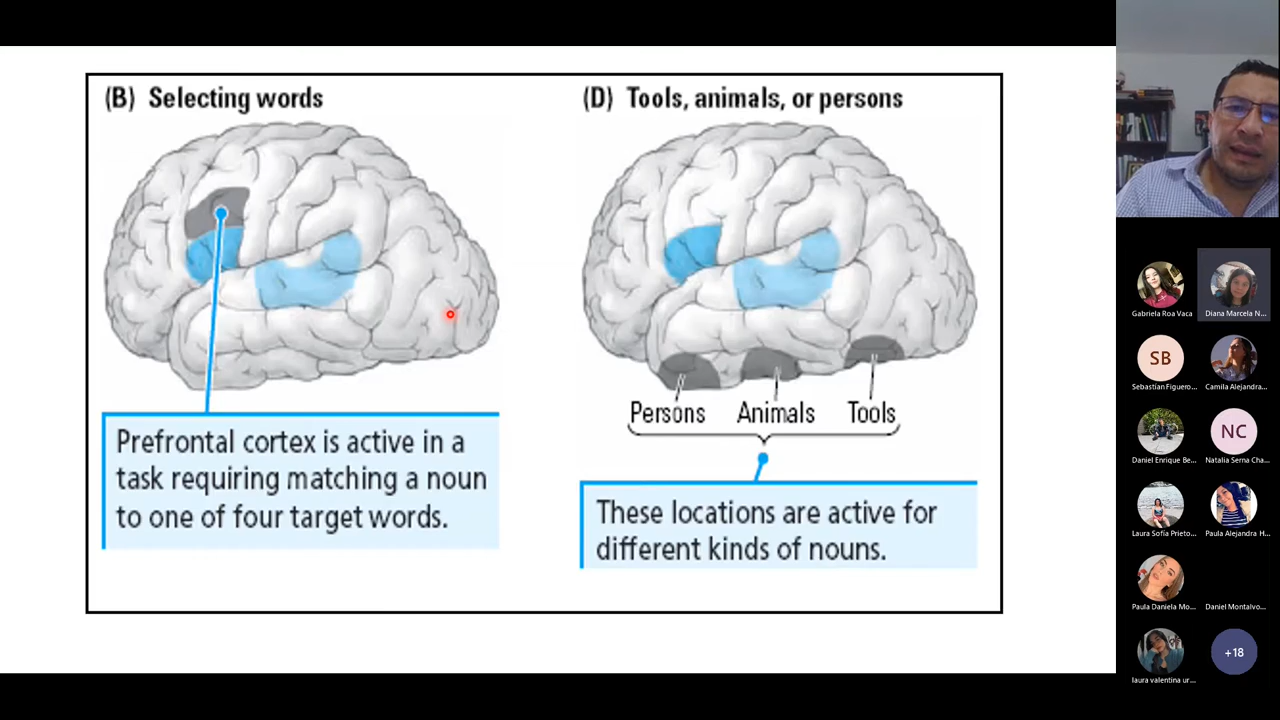 (B) Selecting words
Prefrontal cortex is active in a
task requiring matching a noun
to one of four target words.
(D) Tools, animals, or persons
Persons Animals Tools
These locations are active for
different kinds of nouns.
Gabriela Roa Vaca
Diana Marcela N...
SB
Sebastian Figuero...
Camila Alejandra...
Daniel Enrique Be...
NC
Natalia Serna Cha...
Laura Sofía Prieto...
Paula Alejandra H...
Paula Daniela Mo...
Daniel Montalvo...
laura valentina ur...
+18